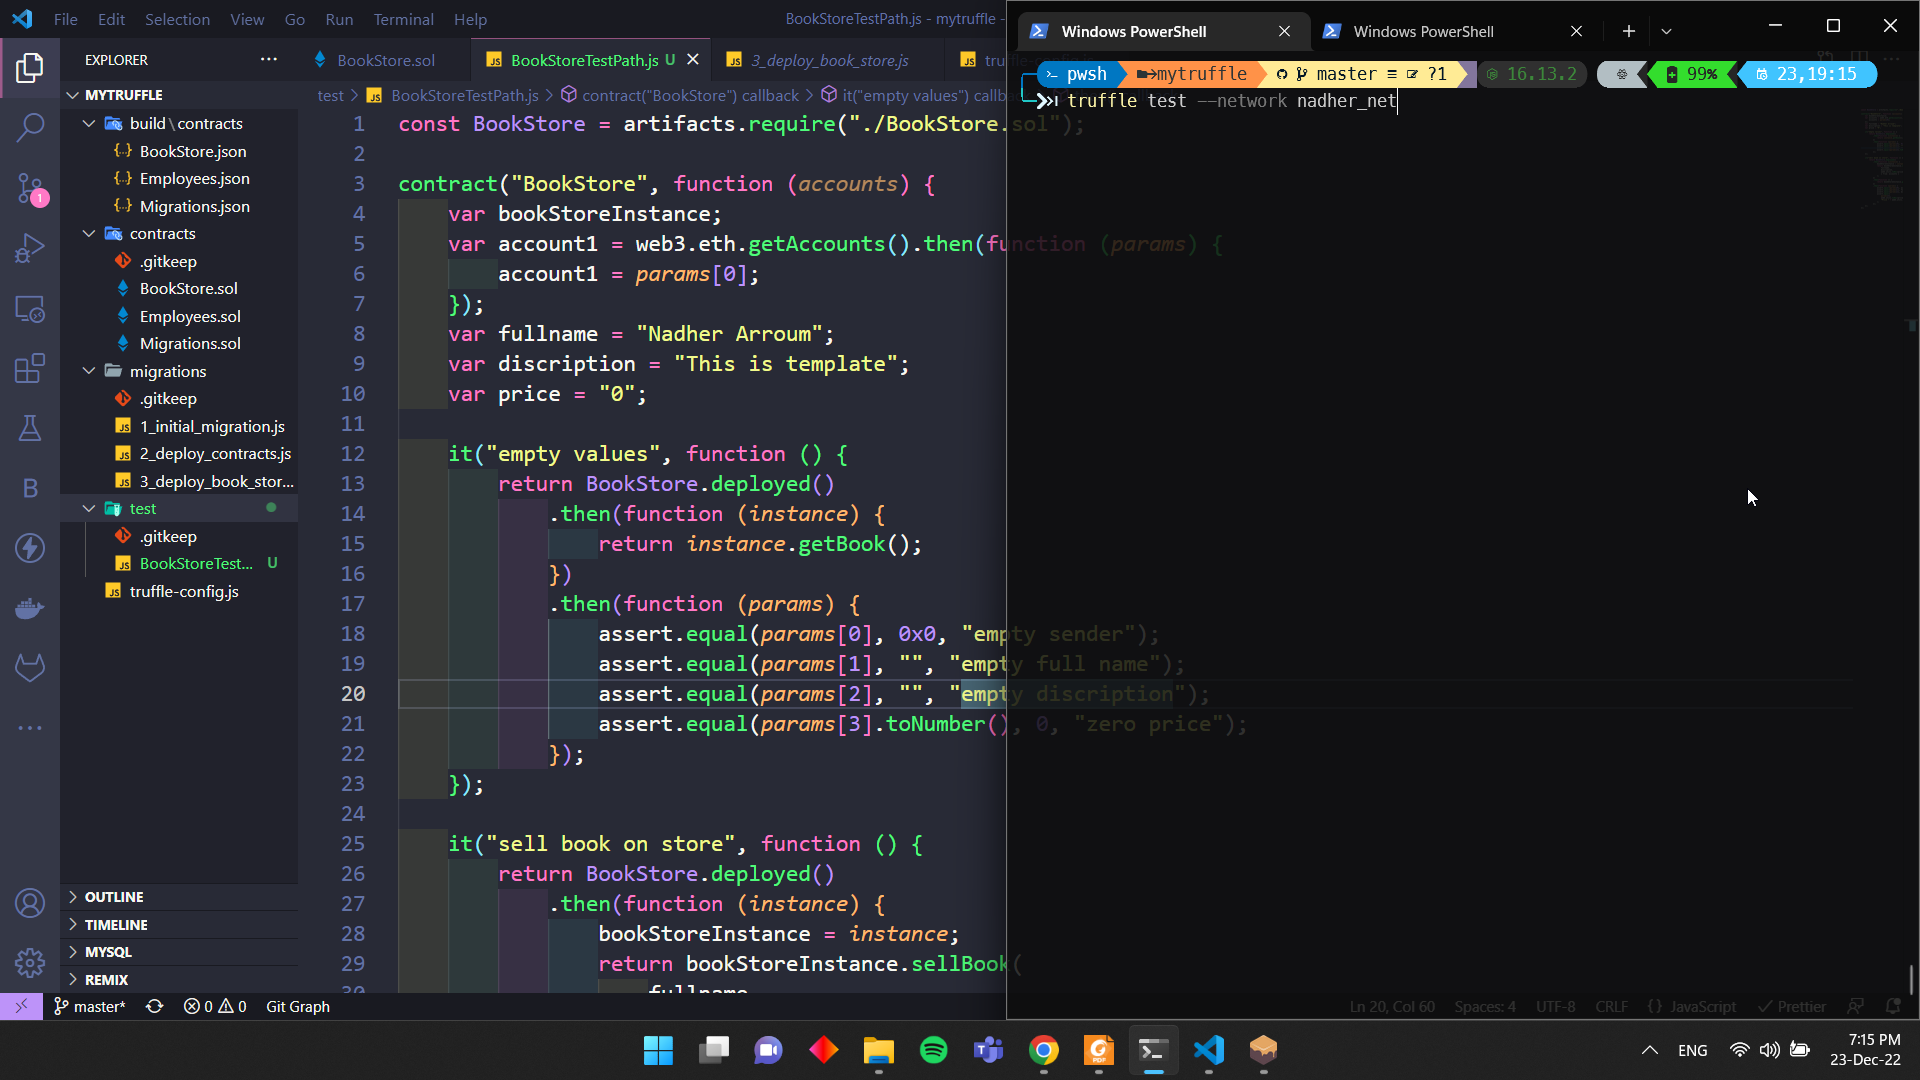 File Edit Selection View Go Run Terminal Help
BookStoreTestPath.js - mytruffle -
EXPLORER
MYTRUFFLE
build\contracts
BookStore.json
Employees.json
Migrations.json
contracts
.gitkeep
BookStore.sol
Employees.sol
Migrations.sol
migrations
.gitkeep
1_initial_migration.js
2_deploy_contracts.js
3_deploy_book_stor...
test
.gitkeep
BookStoreTest... U
truffle-config.js
OUTLINE
TIMELINE
MYSQL
REMIX
BookStore.sol
BookStoreTestPath.js U
3_deploy_book_store.js
test > BookStoreTestPath.js > contract("BookStore") callback > it("empty values") callba
1 const BookStore = artifacts.require("./BookStore.sol");
2
3 contract("BookStore", function (accounts) {
4 var bookStoreInstance;
5 var account1 = web3.eth.getAccounts().then(function (params) {
6 account1 = params[0];
7 });
8 var fullname = "Nadher Arroum";
9 var discription = "This is template";
10 var price = "0";
11
12 it("empty values", function () {
13 return BookStore.deployed()
14 .then(function (instance) {
15 return instance.getBook();
16 })
17 .then(function (params) {
18 assert.equal(params[0], 0x0, "empty sender");
19 assert.equal(params[1], "", "empty full name");
20 assert.equal(params[2], "", "empty discription");
21 assert.equal(params[3].toNumber(), 0, "zero price");
22 });
23 });
24
25 it("sell book on store", function () {
26 return BookStore.deployed()
27 .then(function (instance) {
28 bookStoreInstance = instance;
29 return bookStoreInstance.sellBook(
30 fullname
Windows PowerShell
Windows PowerShell
pwsh mytruffle master ≡ ?1 16.13.2 99% 23,19:15
truffle test --network nadher_net
1
B
master* 0 0 Git Graph
Ln 20, Col 60 Spaces: 4 UTF-8 CRLF {} JavaScript Prettier
ENG
7:15 PM
23-Dec-22